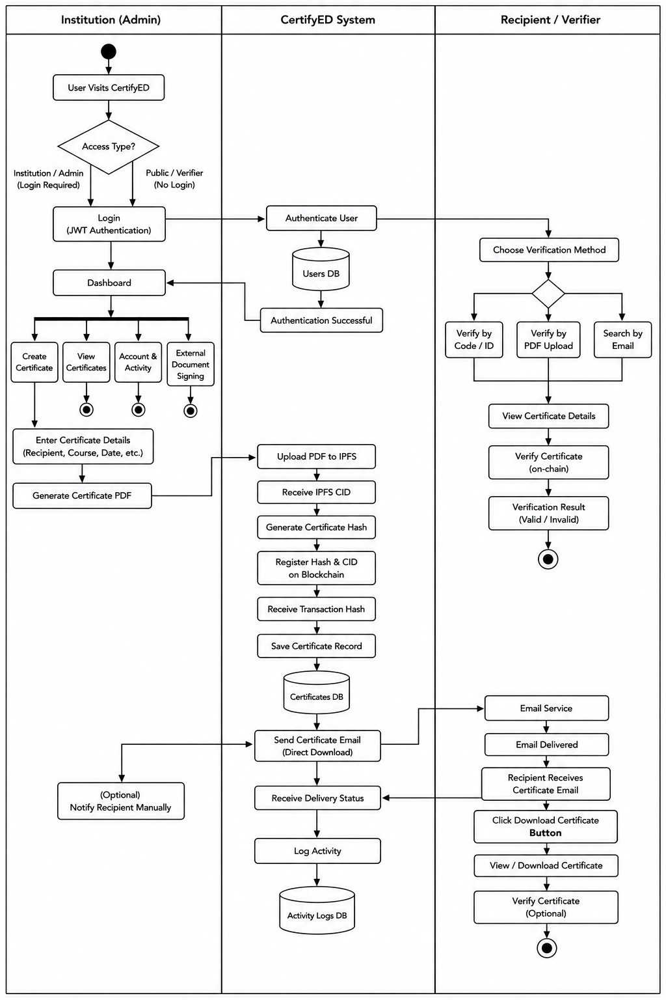 Institution (Admin)
CertifyED System
Recipient / Verifier
User Visits CertifyED
Access Type?
Institution / Admin
(Login Required)
Public / Verifier
(No Login)
Login
(JWT Authentication)
Authenticate User
Choose Verification Method
Users DB
Dashboard
Authentication Successful
Verify by
Code / ID
Verify by
PDF Upload
Search by
Email
Create
Certificate
View
Certificates
Account &
Activity
External
Document
Signing
View Certificate Details
Enter Certificate Details
(Recipient, Course, Date, etc.)
Upload PDF to IPFS
Verify Certificate
(on-chain)
Generate Certificate PDF
Receive IPFS CID
Verification Result
(Valid / Invalid)
Generate Certificate Hash
Register Hash & CID
on Blockchain
Receive Transaction Hash
Save Certificate Record
Certificates DB
Email Service
Send Certificate Email
(Direct Download)
Email Delivered
Recipient Receives
Certificate Email
(Optional)
Notify Recipient Manually
Receive Delivery Status
Click Download Certificate
Button
Log Activity
View / Download Certificate
Verify Certificate
(Optional)
Activity Logs DB